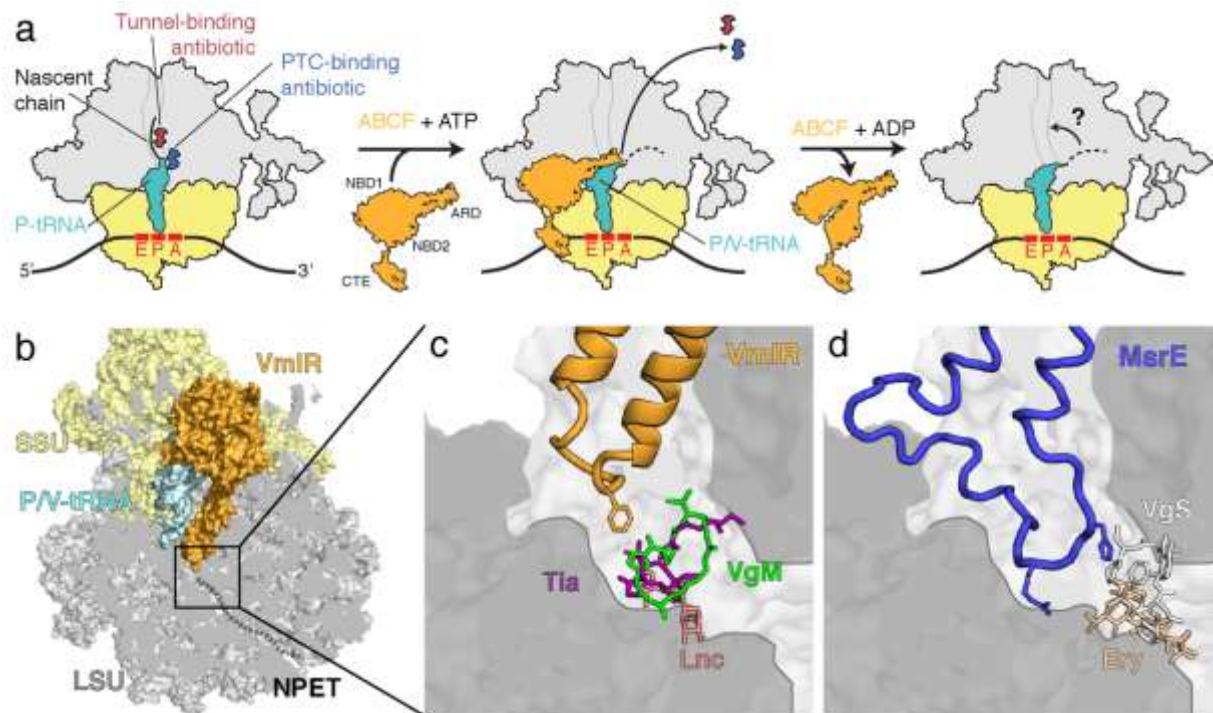 a
Tunnel-binding
antibiotic
PTC-binding
antibiotic
Nascent
chain
P-tRNA
E P A
5'
3'
ABCF + ATP
NBD1
ARD
NBD2
CTE
E P A
P/V-tRNA
ABCF + ADP
?
E P A
b
VmlR
SSU
P/V-tRNA
LSU
NPET
c
VmlR
Tia
VgM
Lnc
d
MsrE
VgS
Ery